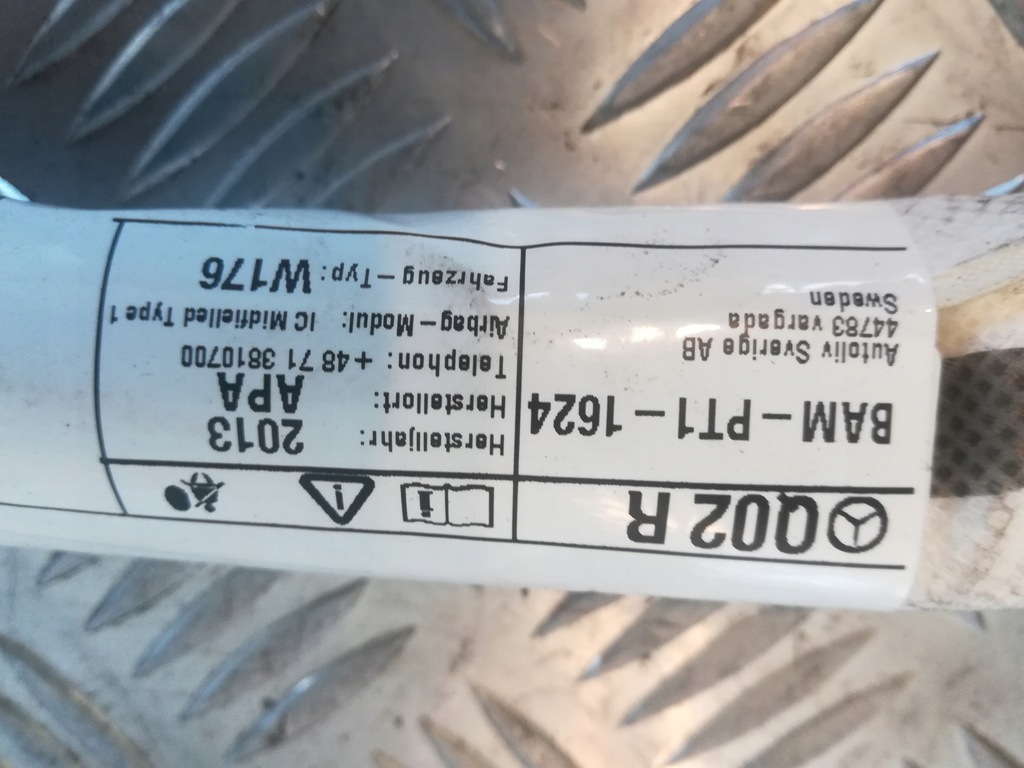 Q02 R
BAM-PT1-1624
Autoliv Sverige AB
44783 vargada
Sweden
Herstelljahr: 2013
Herstellort: APA
Telephon: +48 71 3810700
Airbag-Modul: IC Midfielled Type 1
Fahrzeug-Typ: W176